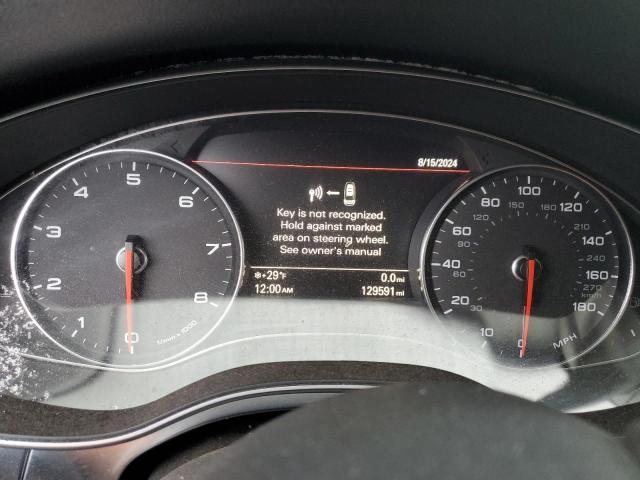 8/15/2024
Key is not recognized.
Hold against marked
area on steering wheel.
See owner's manual
+29°F 0.0mi
12:00AM 129591mi
0 1 2 3 4 5 6 7 8
1/min x 1000
0 10 20 40 60 80 100 120 140 160 180
30 60 90 120 150 180 210 240 270
km/h
MPH